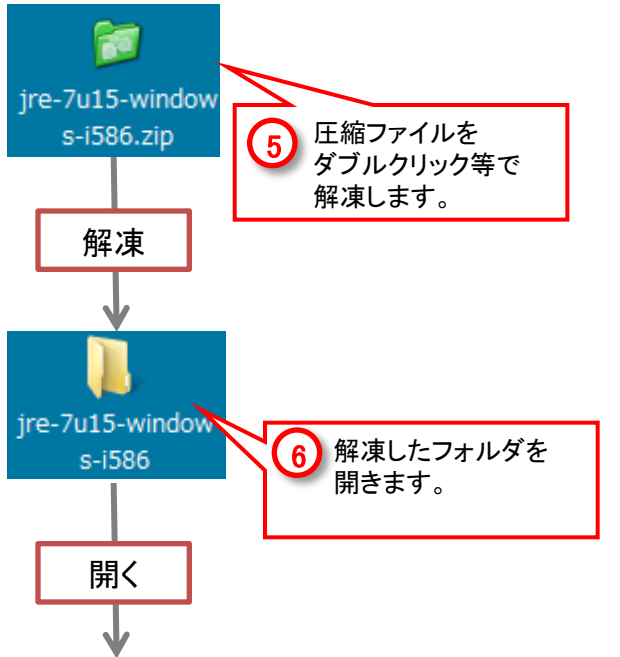 jre-7u15-window
s-i586.zip
5
圧縮ファイルを
ダブルクリック等で
解凍します。
解凍
jre-7u15-window
s-i586
6
解凍したフォルダを
開きます。
開く